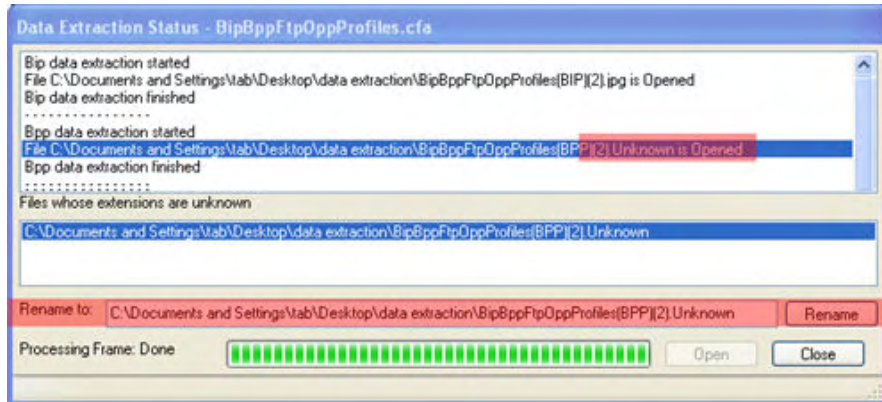 Data Extraction Status - BipBppFtpOppProfiles.cfa
Bip data extraction started
File C:\Documents and Settings\tab\Desktop\data extraction\BipBppFtpOppProfiles(BIP)(2).jpg is Opened
Bip data extraction finished
. . . . . . . . . . . . . . . .
Bpp data extraction started
File C:\Documents and Settings\tab\Desktop\data extraction\BipBppFtpOppProfiles(BPP)(2).Unknown is Opened
Bpp data extraction finished
: : : : : : : : : : : : : : : :
Files whose extensions are unknown
C:\Documents and Settings\tab\Desktop\data extraction\BipBppFtpOppProfiles(BPP)(2).Unknown
Rename to: C:\Documents and Settings\tab\Desktop\data extraction\BipBppFtpOppProfiles(BPP)(2).Unknown Rename
Processing Frame: Done Open Close